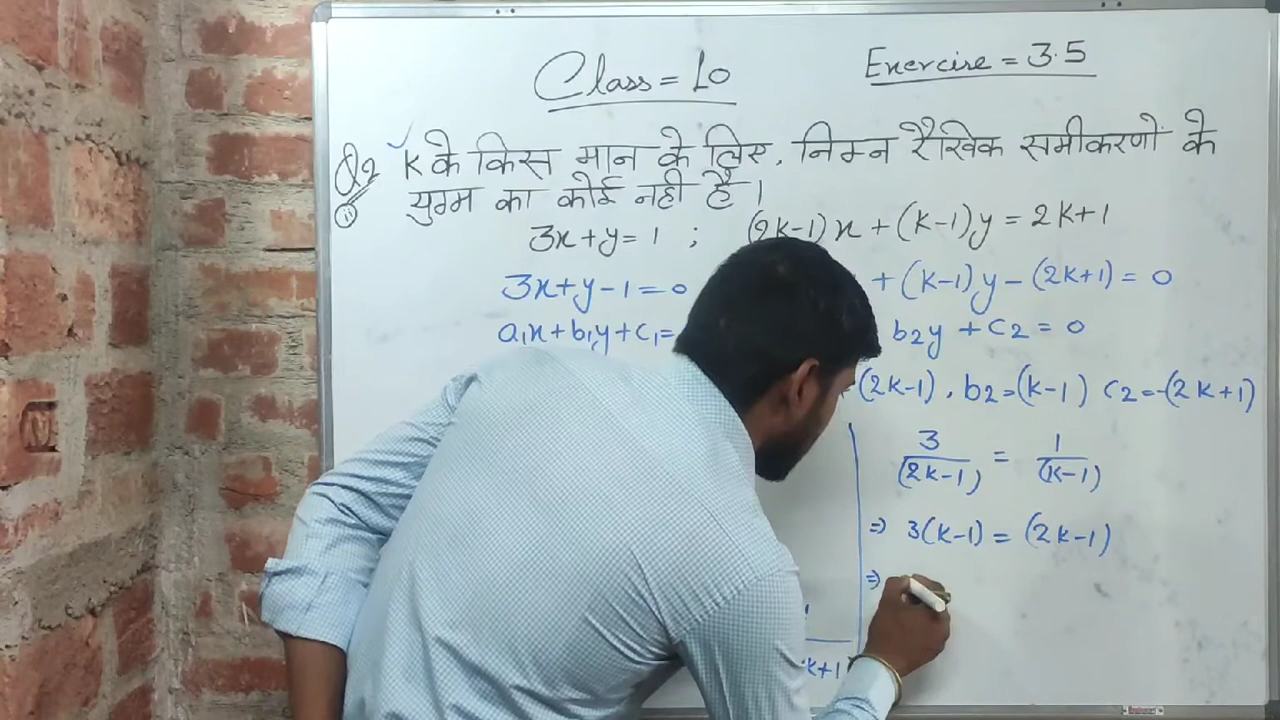 Class = 10
Exercise = 3.5
Q2 K के किस मान के लिए, निम्न रैखिक समीकरणों के
(ii) युग्म का कोई नही है।
3x+y=1 ; (2k-1)x + (k-1)y = 2k+1
3x+y-1=0 + (k-1)y - (2k+1) = 0
a₁x+b₁y+c₁= b₂y + c₂ = 0
(2k-1), b₂=(k-1) c₂=-(2k+1)
3/(2k-1) = 1/(k-1)
⇒ 3(k-1) = (2k-1)
⇒
k+1